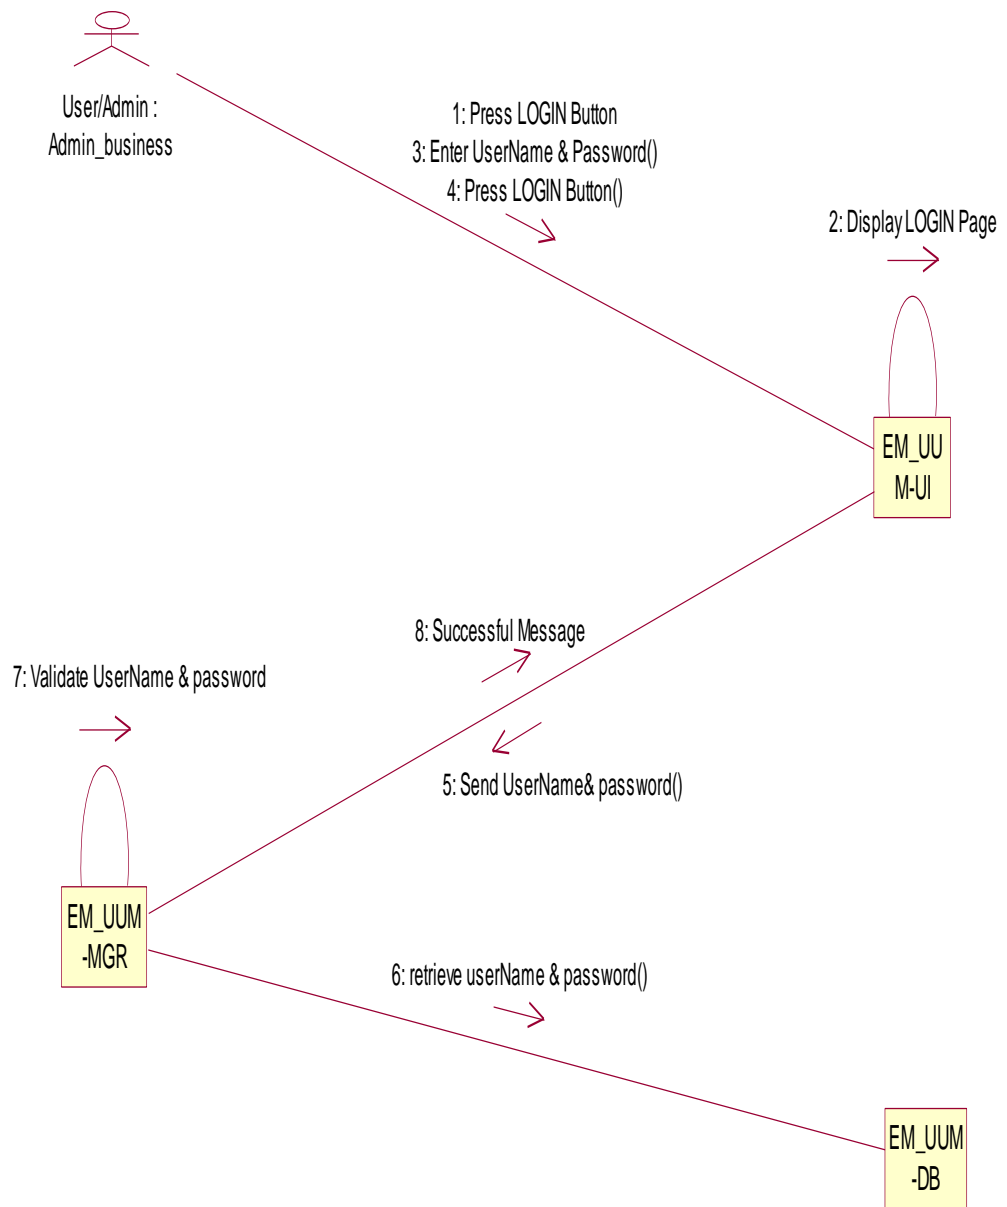 User/Admin :
Admin_business
1: Press LOGIN Button
3: Enter UserName & Password()
4: Press LOGIN Button()
2: Display LOGIN Page
EM_UU
M-UI
8: Successful Message
7: Validate UserName & password
5: Send UserName& password()
EM_UUM
-MGR
6: retrieve userName & password()
EM_UUM
-DB